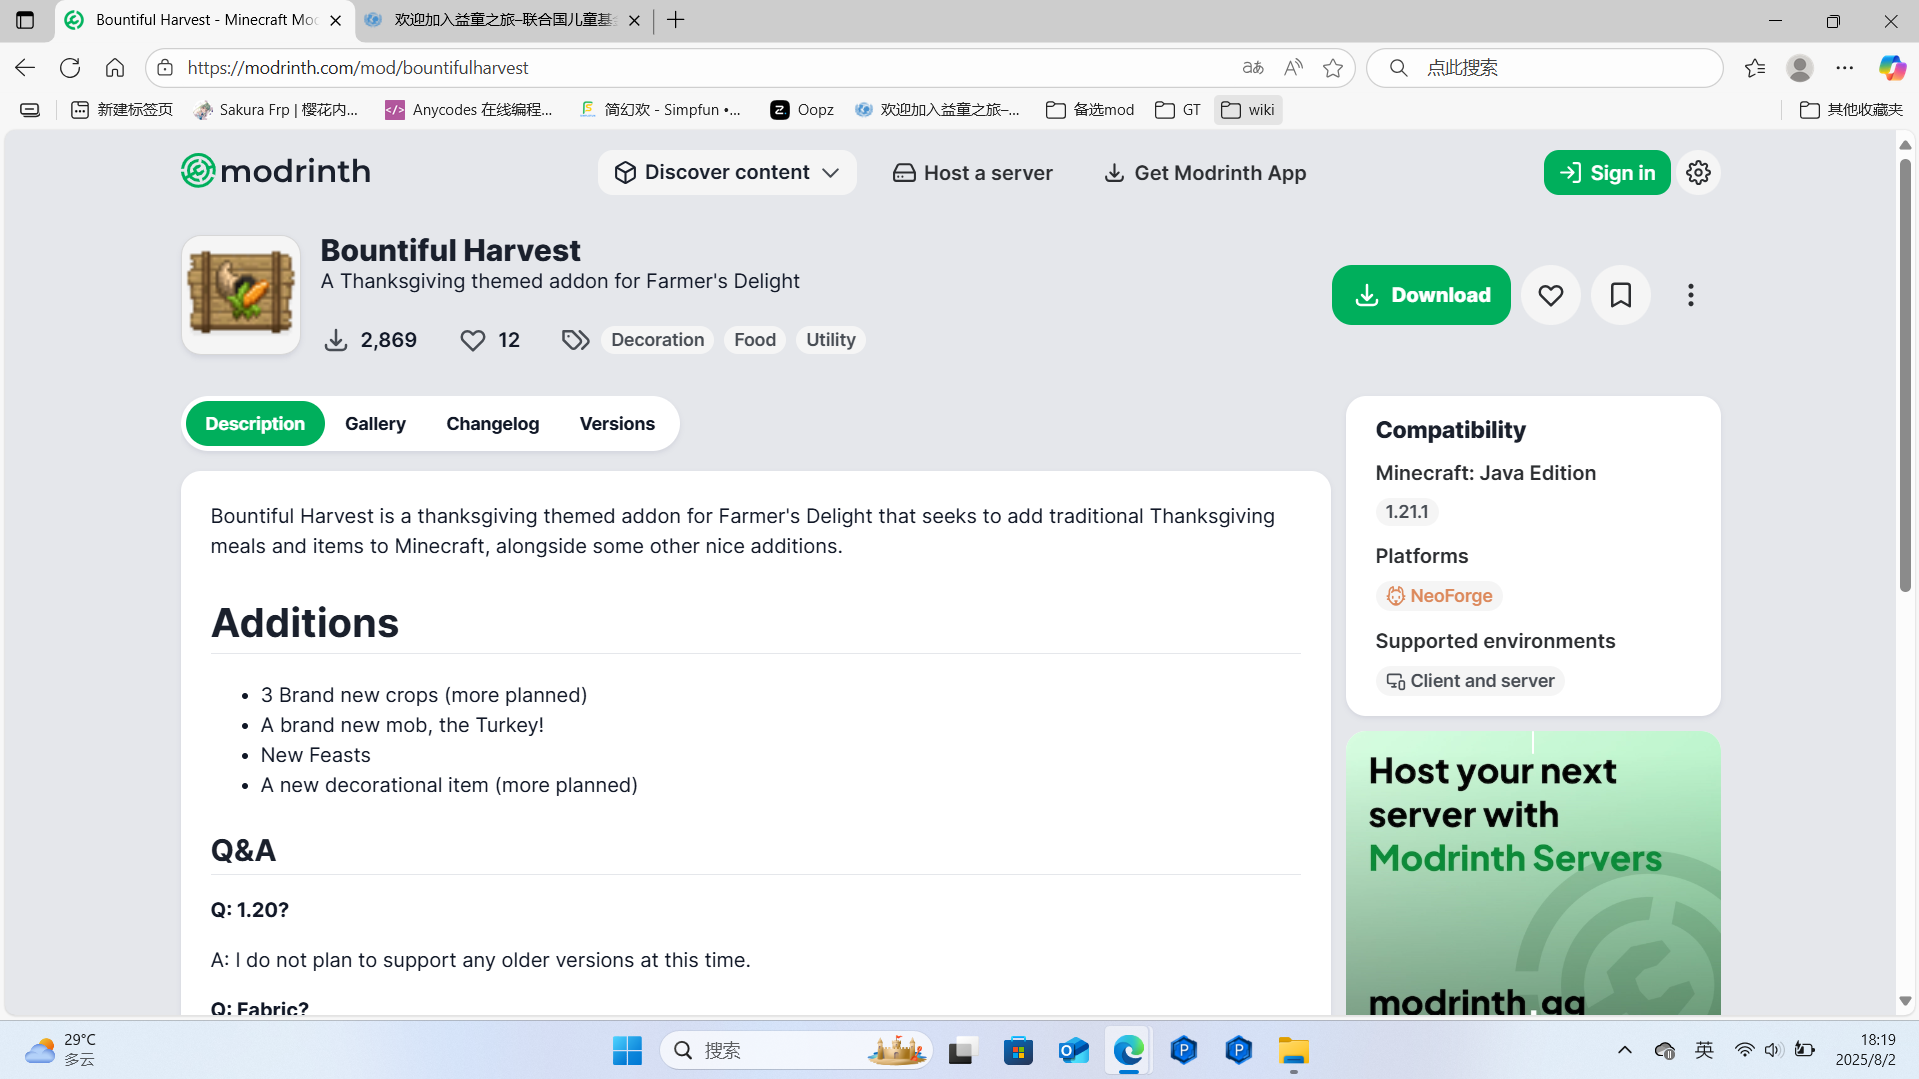 Bountiful Harvest - Minecraft Mod
欢迎加入益童之旅–联合国儿童基金
https://modrinth.com/mod/bountifulharvest
点此搜索
新建标签页
Sakura Frp | 樱花内...
Anycodes 在线编程...
简幻欢 - Simpfun •...
Oopz
欢迎加入益童之旅–...
备选mod
GT
wiki
其他收藏夹
modrinth
Discover content
Host a server
Get Modrinth App
Sign in
Bountiful Harvest
A Thanksgiving themed addon for Farmer's Delight
2,869
12
Decoration
Food
Utility
Download
Description
Gallery
Changelog
Versions
Bountiful Harvest is a thanksgiving themed addon for Farmer's Delight that seeks to add traditional Thanksgiving
meals and items to Minecraft, alongside some other nice additions.
Additions
• 3 Brand new crops (more planned)
• A brand new mob, the Turkey!
• New Feasts
• A new decorational item (more planned)
Q&A
Q: 1.20?
A: I do not plan to support any older versions at this time.
Q: Fabric?
Compatibility
Minecraft: Java Edition
1.21.1
Platforms
NeoForge
Supported environments
Client and server
Host your next
server with
Modrinth Servers
modrinth.gg
29°C
多云
搜索
英
18:19
2025/8/2